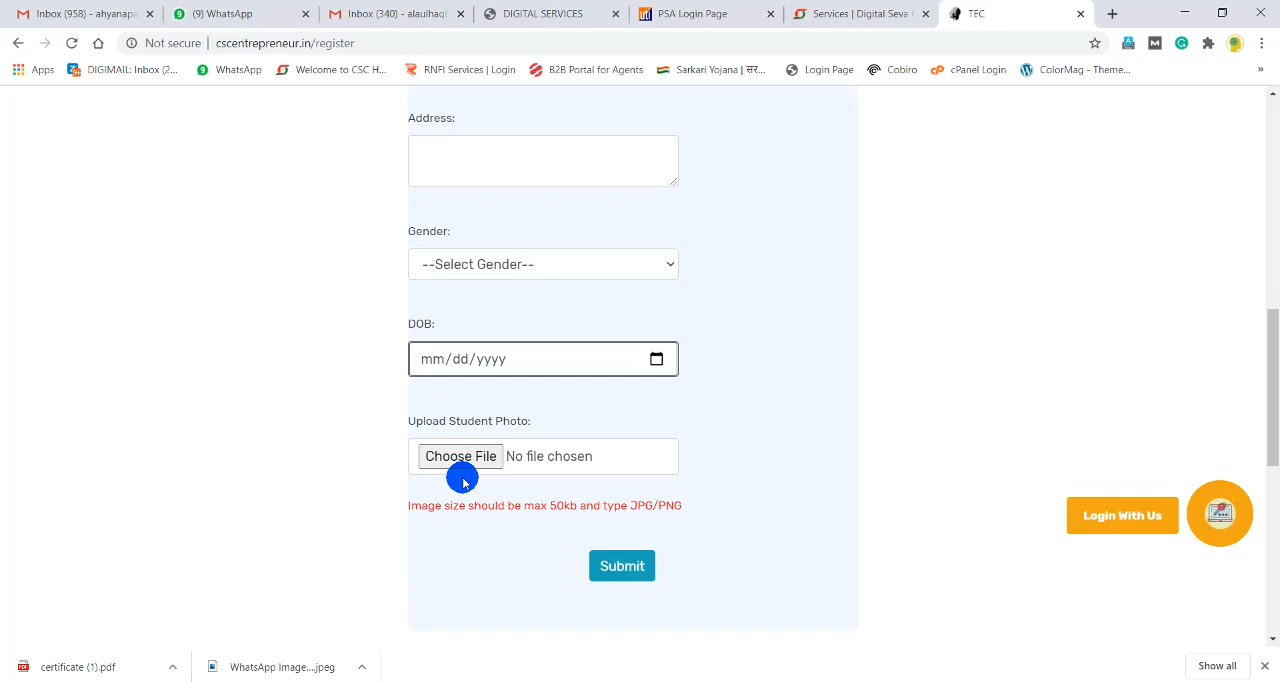 Inbox (958) - ahyanapa
(9) WhatsApp
Inbox (340) - alaulhaq
DIGITAL SERVICES
PSA Login Page
Services | Digital Seva
TEC
Not secure | cscentrepreneur.in/register
Apps
DIGIMAIL: Inbox (2...
WhatsApp
Welcome to CSC H...
RNFI Services | Login
B2B Portal for Agents
Sarkari Yojana | सर...
Login Page
Cobiro
cPanel Login
ColorMag - Theme...
»
Address:
Gender:
--Select Gender--
DOB:
mm/dd/yyyy
Upload Student Photo:
Choose File No file chosen
Image size should be max 50kb and type JPG/PNG
Login With Us
Submit
certificate (1).pdf
WhatsApp Image....jpeg
Show all